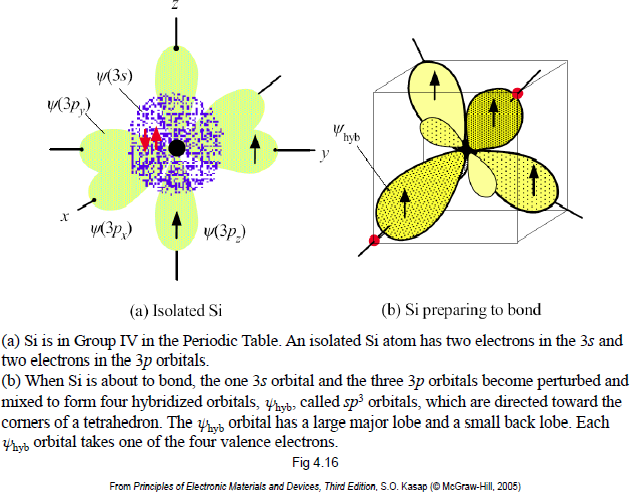 z
ψ(3s)
ψ(3py)
y
x
ψ(3px)
ψ(3pz)
ψhyb
(a) Isolated Si
(b) Si preparing to bond
(a) Si is in Group IV in the Periodic Table. An isolated Si atom has two electrons in the 3s and
two electrons in the 3p orbitals.
(b) When Si is about to bond, the one 3s orbital and the three 3p orbitals become perturbed and
mixed to form four hybridized orbitals, ψhyb, called sp³ orbitals, which are directed toward the
corners of a tetrahedron. The ψhyb orbital has a large major lobe and a small back lobe. Each
ψhyb orbital takes one of the four valence electrons.
Fig 4.16
From Principles of Electronic Materials and Devices, Third Edition, S.O. Kasap (© McGraw-Hill, 2005)